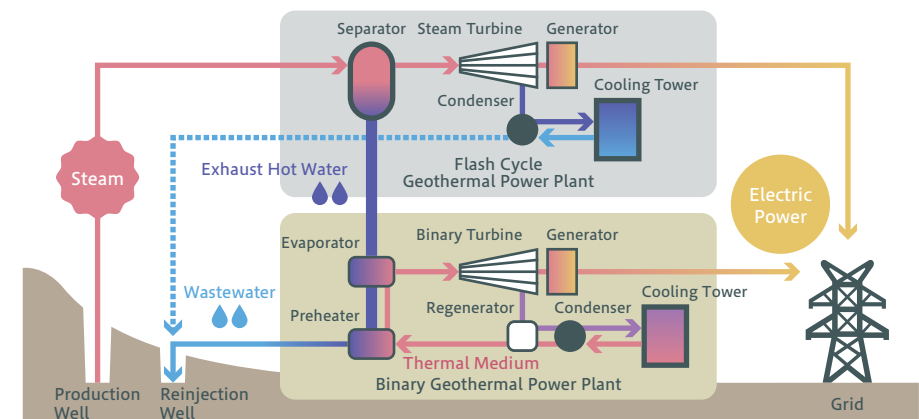 Separator
Steam Turbine
Generator
Condenser
Cooling Tower
Steam
Exhaust Hot Water
Flash Cycle
Geothermal Power Plant
Electric
Power
Evaporator
Binary Turbine
Generator
Wastewater
Preheater
Regenerator
Condenser
Cooling Tower
Thermal Medium
Binary Geothermal Power Plant
Production
Well
Reinjection
Well
Grid